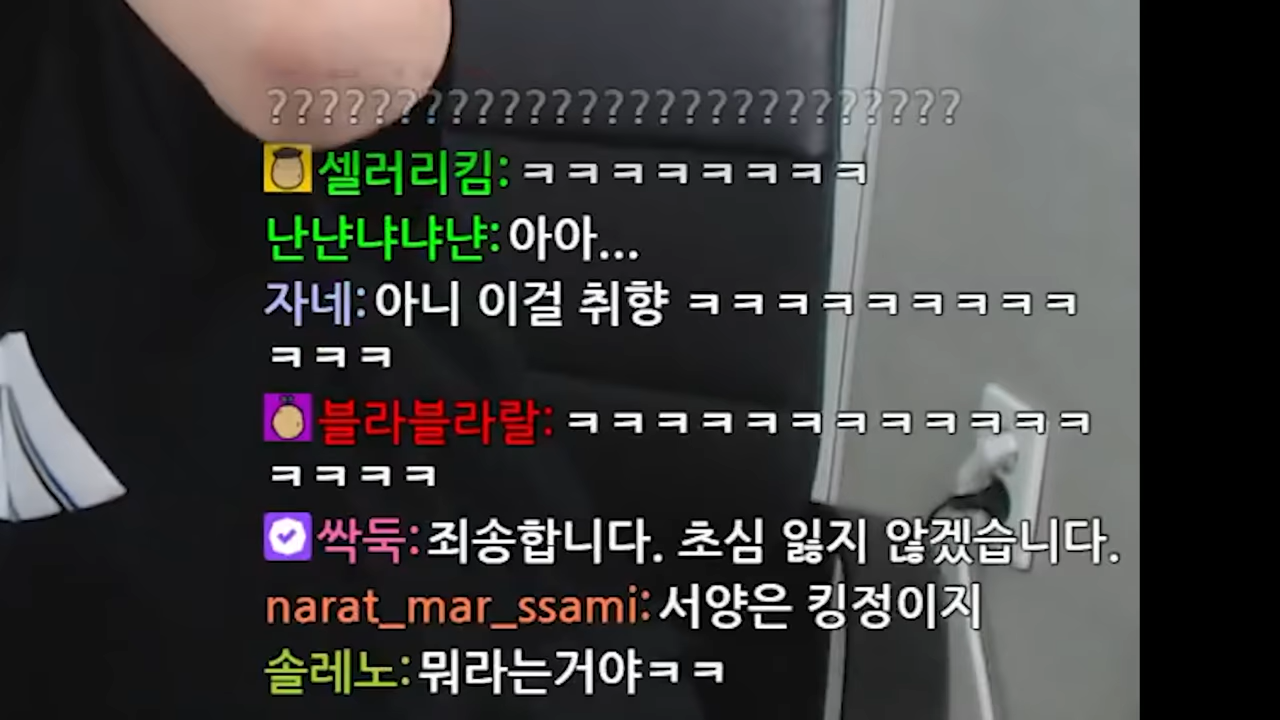 ???????????????????????????
셀러리킴: ㅋㅋㅋㅋㅋㅋㅋㅋ
난냔냐냐냔: 아아...
자네: 아니 이걸 취향 ㅋㅋㅋㅋㅋㅋㅋㅋㅋ
ㅋㅋㅋ
블라블라랄: ㅋㅋㅋㅋㅋㅋㅋㅋㅋㅋㅋㅋ
ㅋㅋㅋㅋ
싹둑: 죄송합니다. 초심 잃지 않겠습니다.
narat_mar_ssami: 서양은 킹정이지
솔레노: 뭐라는거야ㅋㅋ